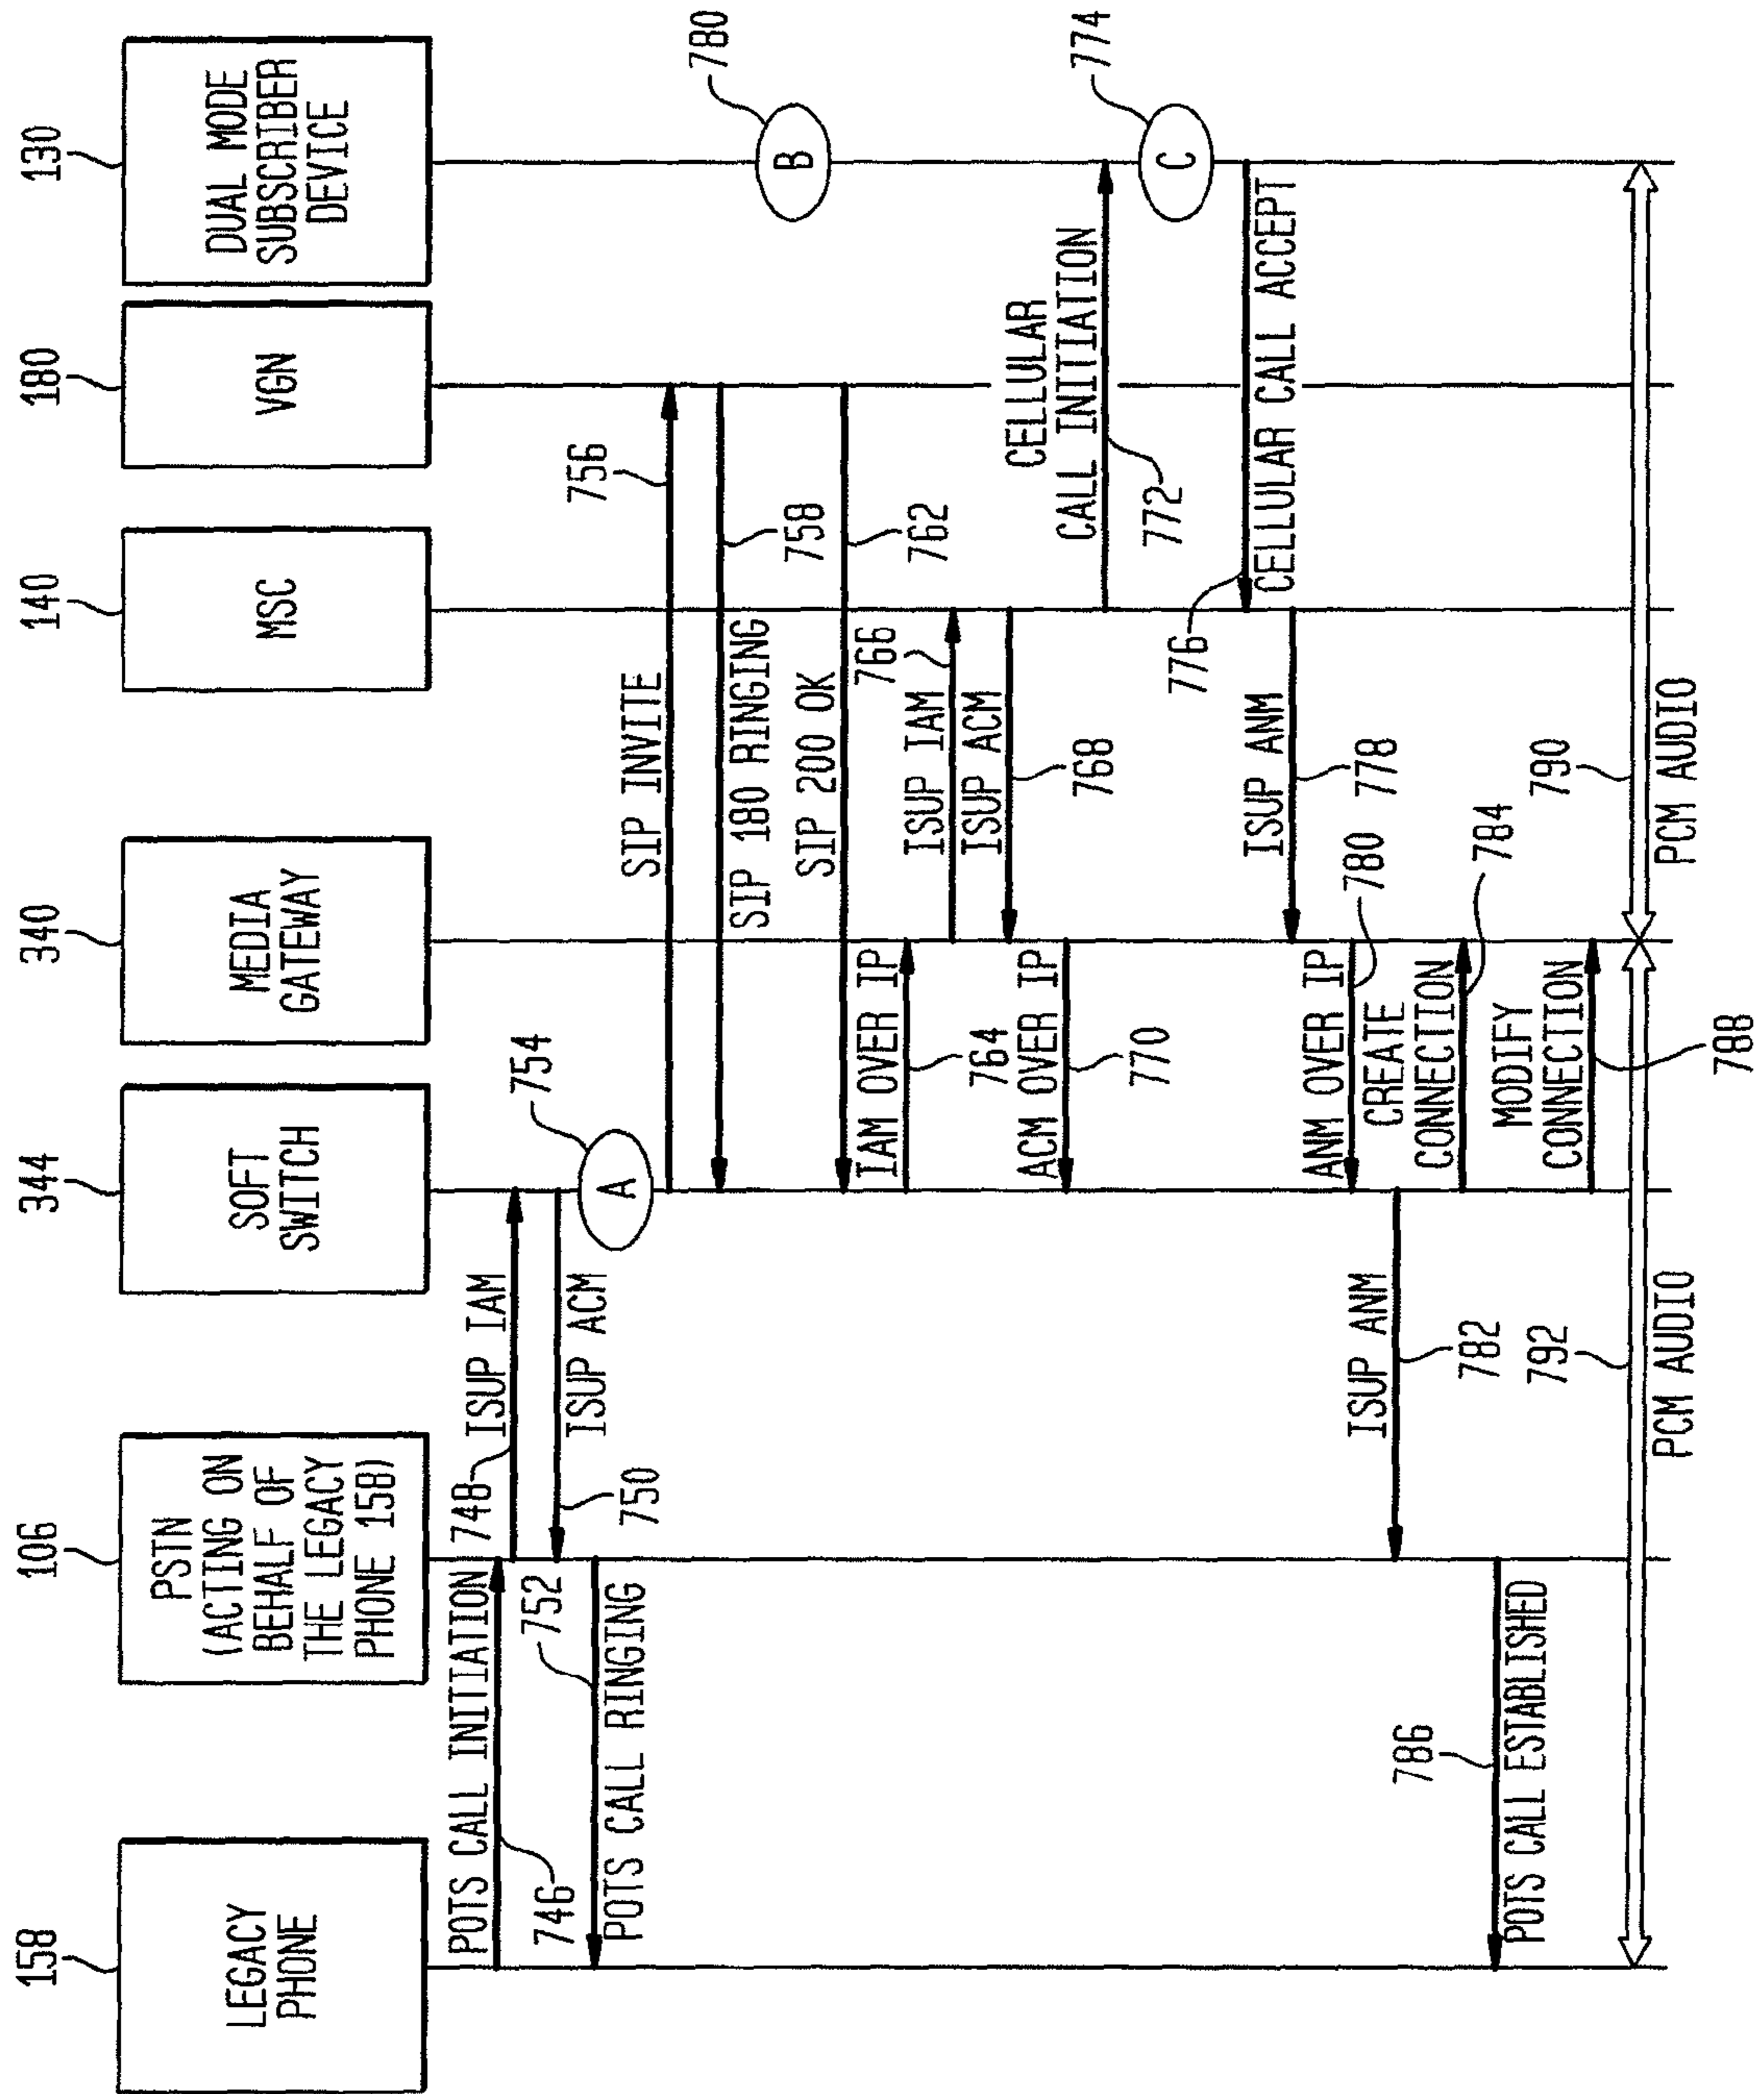 158
106
344
340
140
180
130
LEGACY
PHONE
PSTN
(ACTING ON
BEHALF OF
THE LEGACY
PHONE 158)
SOFT
SWITCH
MEDIA
GATEWAY
MSC
VGN
DUAL MODE
SUBSCRIBER
DEVICE
POTS CALL INITIATION
746
748
ISUP IAM
ISUP ACM
750
752
POTS CALL RINGING
A
754
SIP INVITE
756
SIP 180 RINGING
758
B
780
SIP 200 OK
762
IAM OVER IP
764
ISUP IAM
766
ISUP ACM
768
ACM OVER IP
770
CELLULAR
CALL INITIATION
772
C
774
776
CELLULAR CALL ACCEPT
ISUP ANM
778
ANM OVER IP
780
ISUP ANM
782
CREATE
CONNECTION
784
786
POTS CALL ESTABLISHED
MODIFY
CONNECTION
788
792
PCM AUDIO
790
PCM AUDIO